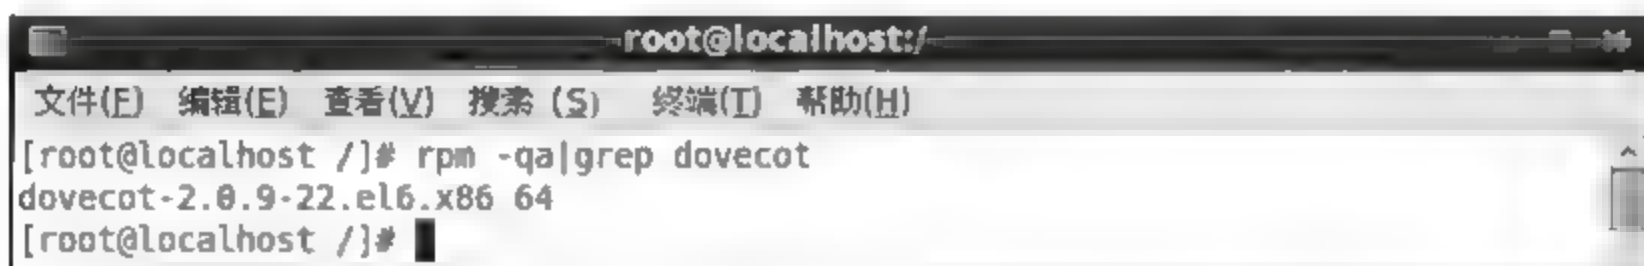 root@localhost:/
文件(F) 编辑(E) 查看(V) 搜索 (S) 终端(T) 帮助(H)
[root@localhost /]# rpm -qa|grep dovecot
dovecot-2.0.9-22.el6.x86 64
[root@localhost /]#